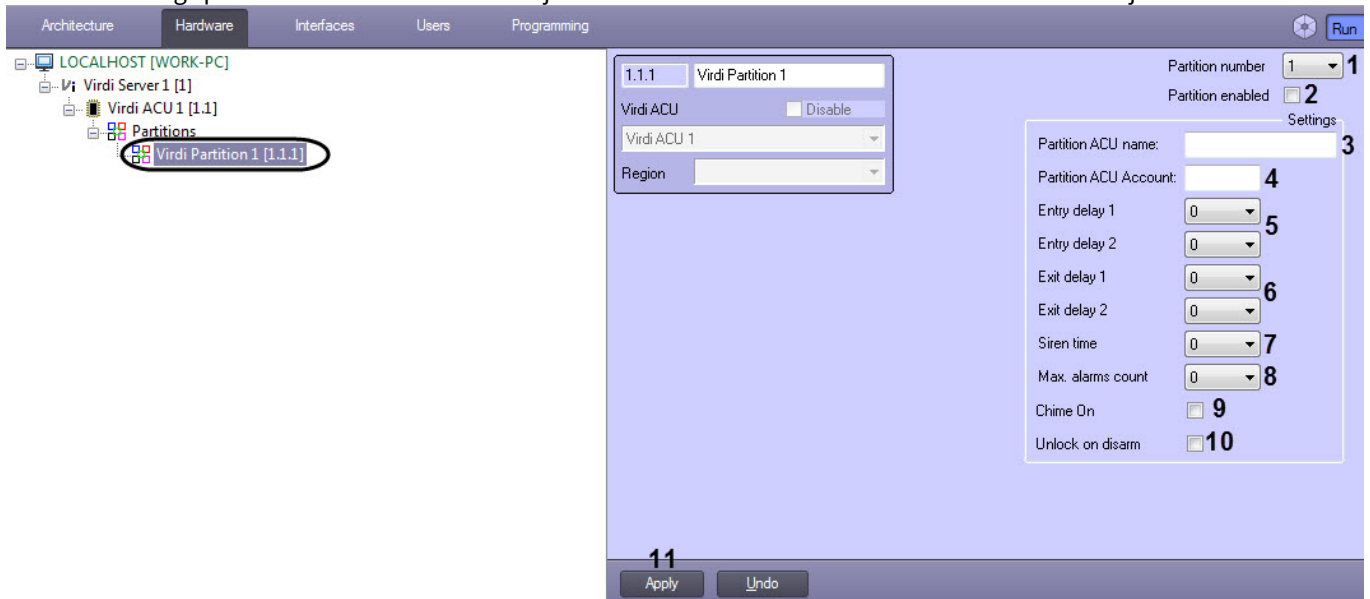 Architecture Hardware Interfaces Users Programming Run
LOCALHOST [WORK-PC]
Virdi Server 1 [1]
Virdi ACU 1 [1.1]
Partitions
Virdi Partition 1 [1.1.1]
1.1.1 Virdi Partition 1
Virdi ACU Disable
Virdi ACU 1
Region
Partition number 1 1
Partition enabled 2
Settings
Partition ACU name: 3
Partition ACU Account: 4
Entry delay 1 0
5
Entry delay 2 0
Exit delay 1 0
6
Exit delay 2 0
Siren time 0 7
Max. alarms count 0 8
Chime On 9
Unlock on disarm 10
11
Apply Undo